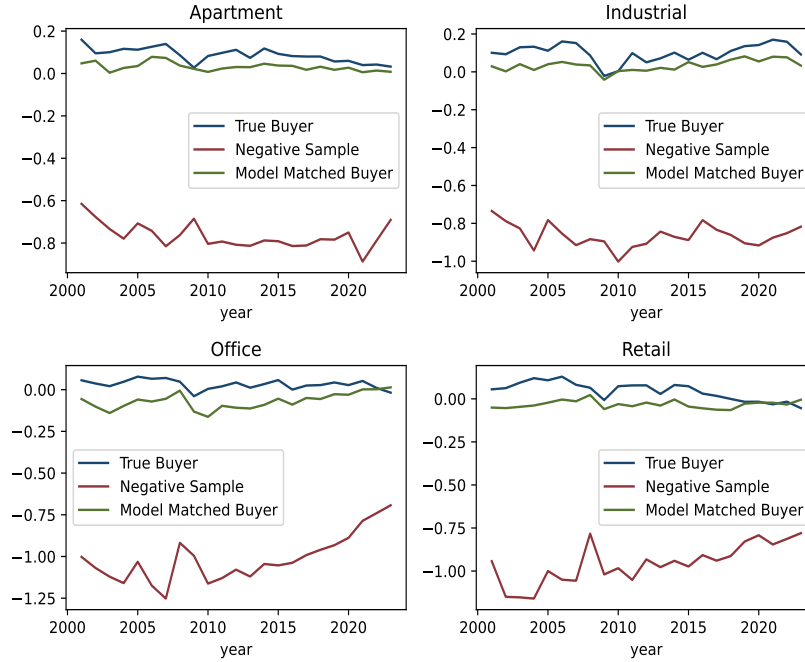 Apartment
0.2
0.0
−0.2
−0.4
−0.6
−0.8
True Buyer
Negative Sample
Model Matched Buyer
2000
2005
2010
2015
2020
year
Industrial
0.2
0.0
−0.2
−0.4
−0.6
−0.8
−1.0
True Buyer
Negative Sample
Model Matched Buyer
2000
2005
2010
2015
2020
year
Office
0.00
−0.25
−0.50
−0.75
−1.00
−1.25
True Buyer
Negative Sample
Model Matched Buyer
2000
2005
2010
2015
2020
year
Retail
0.00
−0.25
−0.50
−0.75
−1.00
True Buyer
Negative Sample
Model Matched Buyer
2000
2005
2010
2015
2020
year